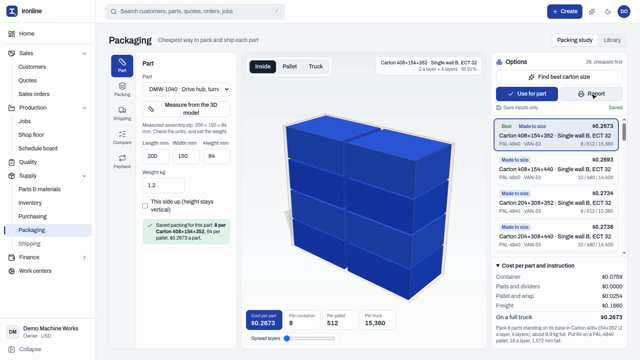 Ironline
Search customers, parts, quotes, orders, jobs
/
+ Create
DO
Home
Sales
Customers
Quotes
Sales orders
Production
Jobs
Shop floor
Schedule board
Quality
Supply
Parts & materials
Inventory
Purchasing
Packaging
Shipping
Finance
Work centers
DM
Demo Machine Works
Owner · USD
Collapse
Packaging
Cheapest way to pack and ship each part
Packing study
Library
Part
Packing
Shipping
Compare
Payback
Part
Part
DMW-1040 · Drive hub, turne
Measure from the 3D model
Measured assembly.stp: 200 × 150 × 84 mm. Check the units, and set the weight.
Length mm
Width mm
Height mm
200
150
84
Weight kg
1.2
This side up (height stays vertical)
Saved packing for this part: 8 per Carton 408×154×352, 64 per pallet, $0.2673 a part.
Inside
Pallet
Truck
Carton 408×154×352 · Single wall B, ECT 32
2 a layer × 4 layers · fill 91%
Cost per part
$0.2673
Per container
8
Per pallet
512
Per truck
15,360
Spread layers
Options
28, cheapest first
Find best carton size
Use for part
Report
Save inputs only
Saved
Best
Made to size
$0.2673
Carton 408×154×352 · Single wall B, ECT 32
PAL-4840 · VAN-53
8 / 512 / 15,360
Made to size
$0.2693
Carton 408×154×440 · Single wall B, ECT 32
PAL-4840 · VAN-53
10 / 480 / 14,400
Made to size
$0.2734
Carton 204×308×352 · Single wall B, ECT 32
PAL-4840 · VAN-53
8 / 512 / 15,360
Made to size
$0.2738
Carton 204×308×440 · Single wall B, ECT 32
PAL-4840 · VAN-53
10 / 480 / 14,400
Cost per part and instruction
Container
$0.0759
Pads and dividers
$0.0000
Pallet and wrap
$0.0254
Freight
$0.1660
On a full truck
$0.2673
Pack 8 parts standing on its base in Carton 408×154×352 (2 a layer, 4 layers), about 9.9 kg full. Put 64 on a PAL-4840 pallet, 16 a layer, 1,572 mm tall.